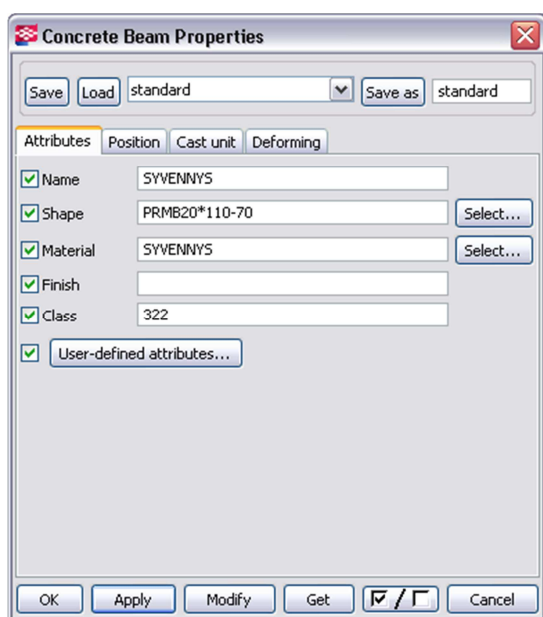 Concrete Beam Properties
Save Load standard Save as standard
Attributes Position Cast unit Deforming
Name SYVENNYS
Shape PRMB20*110-70 Select...
Material SYVENNYS Select...
Finish
Class 322
User-defined attributes...
OK Apply Modify Get / Cancel